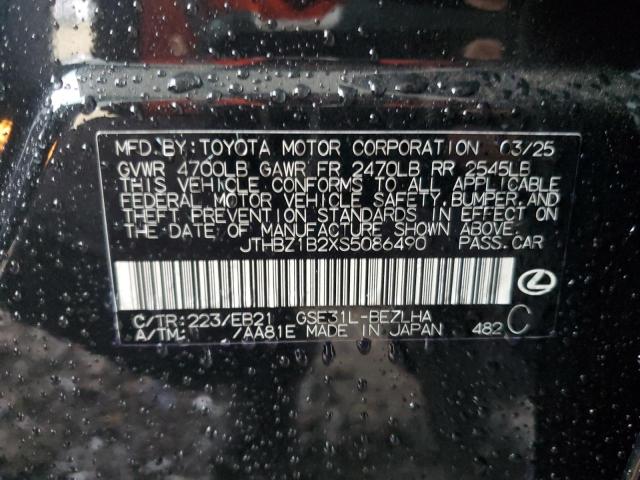 MFD. BY: TOYOTA MOTOR CORPORATION 03/25
GVWR 4700LB GAWR FR 2470LB RR 2545LB
THIS VEHICLE CONFORMS TO ALL APPLICABLE
FEDERAL MOTOR VEHICLE SAFETY, BUMPER, AND
THEFT PREVENTION STANDARDS IN EFFECT ON
THE DATE OF MANUFACTURE SHOWN ABOVE.
JTHBZ1B2XS5086490 PASS. CAR
C/TR: 223/EB21 GSE31L-BEZLHA
A/TM: /AA81E MADE IN JAPAN 482 C